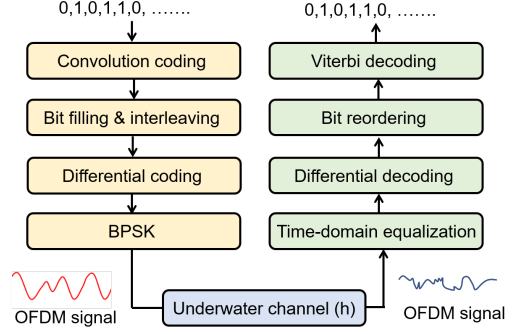 0,1,0,1,1,0, .......
Convolution coding
Bit filling & interleaving
Differential coding
BPSK
OFDM signal
Underwater channel (h)
0,1,0,1,1,0, .......
Viterbi decoding
Bit reordering
Differential decoding
Time-domain equalization
OFDM signal